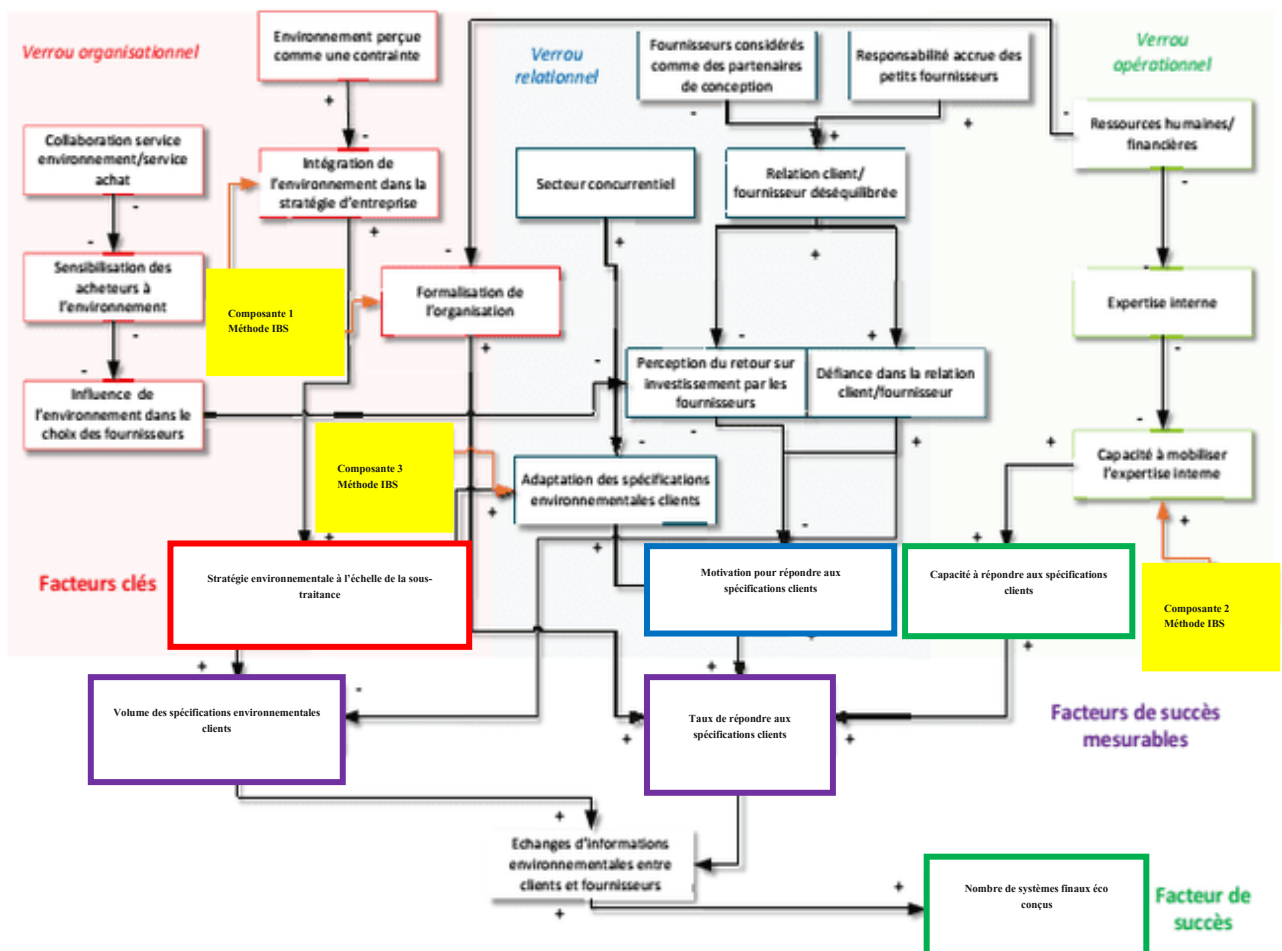 Verrou organisationnel
Environnement perçue
comme une contrainte
Verrou
relationnel
Fournisseurs considérés
comme des partenaires
de conception
Responsabilité accrue des
petits fournisseurs
Verrou
opérationnel
+
-
-
+
+
-
Collaboration service
environnement/service
achat
Intégration de
l'environnement dans la
stratégie d'entreprise
Secteur concurrentiel
Relation client/
fournisseur déséquilibrée
Ressources humaines/
financières
-
-
+
-
+
+
-
-
Sensibilisation des
acheteurs à
l'environnement
Composante 1
Méthode IBS
Formalisation de
l'organisation
Expertise interne
-
-
+
-
-
+
-
-
Influence de
l'environnement dans le
choix des fournisseurs
Perception du retour sur
investissement par les
fournisseurs
Défiance dans la relation
client/fournisseur
-
-
+
+
Composante 3
Méthode IBS
Adaptation des spécifications
environnementales clients
Capacité à mobiliser
l'expertise interne
+
+
+
-
+
+
Facteurs clés
Stratégie environnementale à l'échelle de la sous-
traitance
Motivation pour répondre aux
spécifications clients
Capacité à répondre aux spécifications
clients
Composante 2
Méthode IBS
+
+
+
-
Volume des spécifications environnementales
clients
Taux de répondre aux
spécifications clients
Facteurs de succès
mesurables
+
+
+
+
Echanges d'informations
environnementales entre
clients et fournisseurs
+
+
Nombre de systèmes finaux éco
conçus
Facteur de
succès